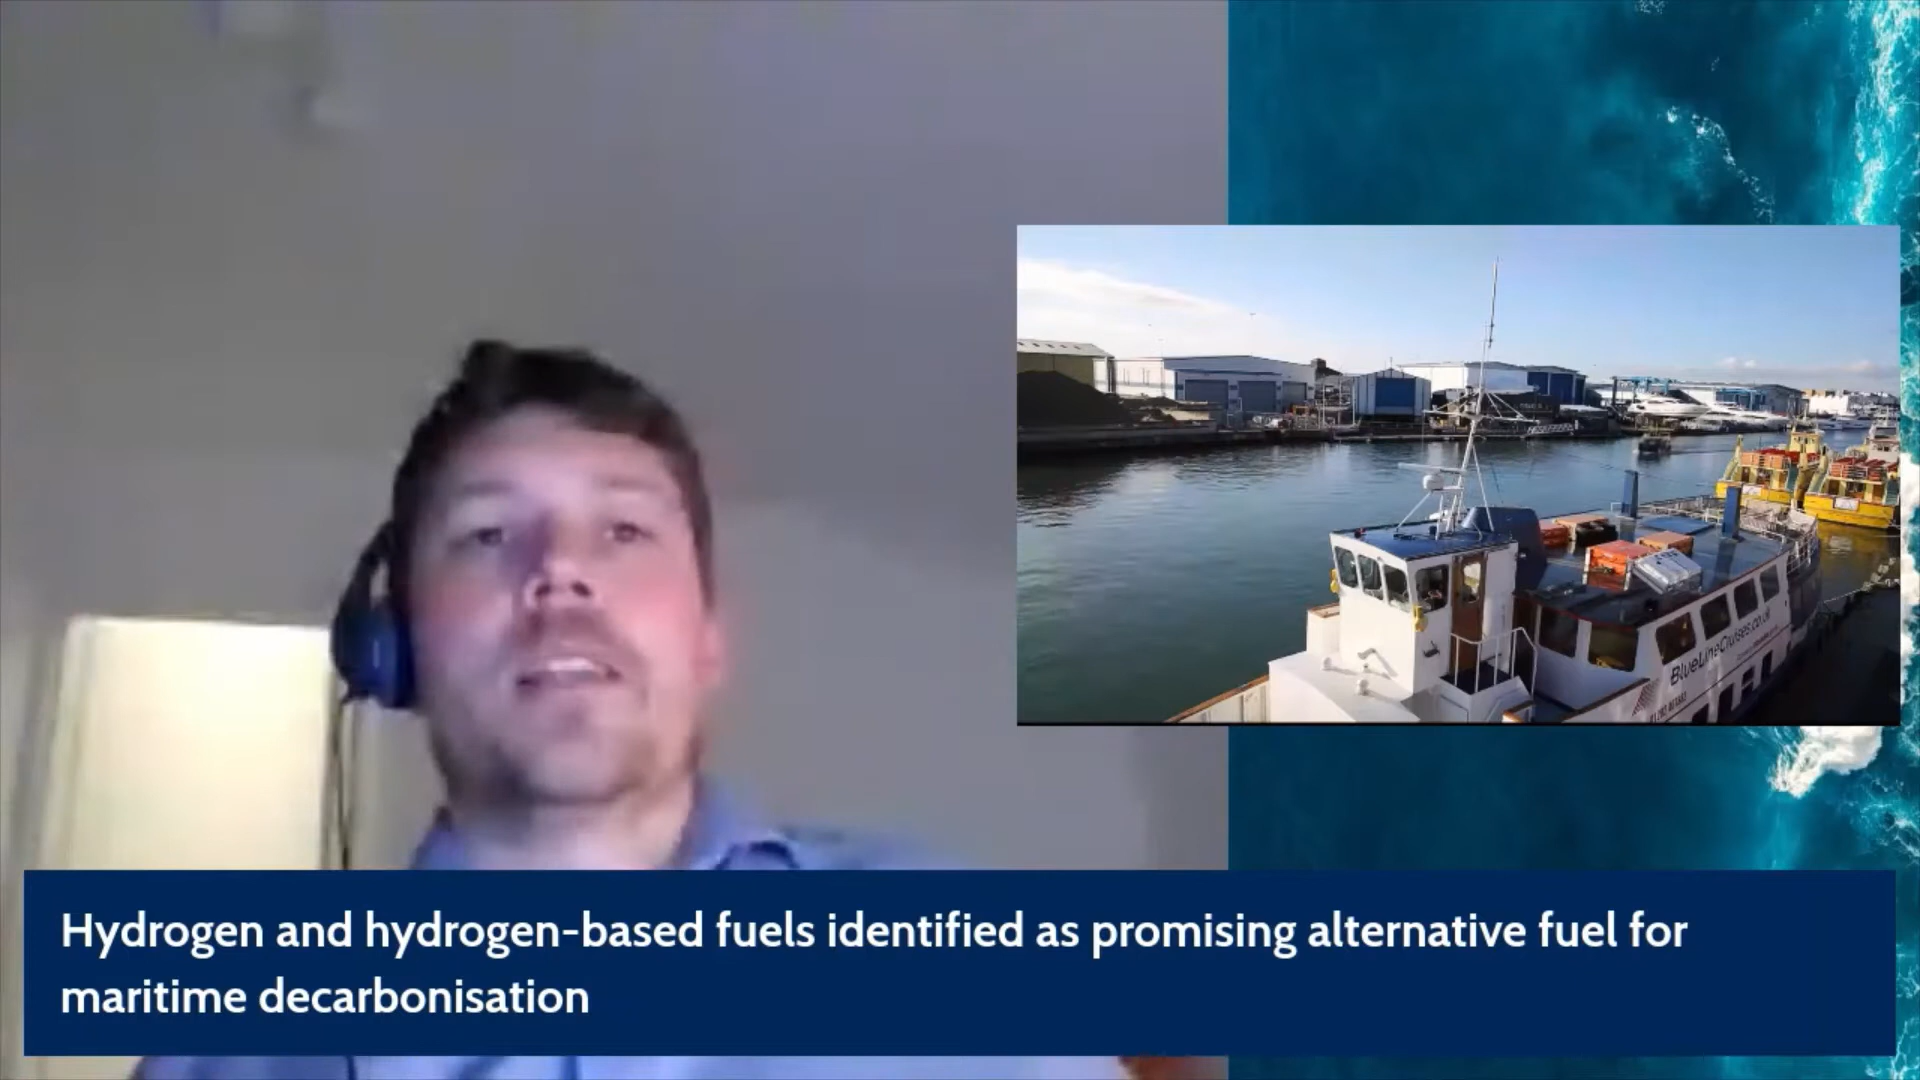 BlueLineCruises.co.uk
Hydrogen and hydrogen-based fuels identified as promising alternative fuel for
maritime decarbonisation